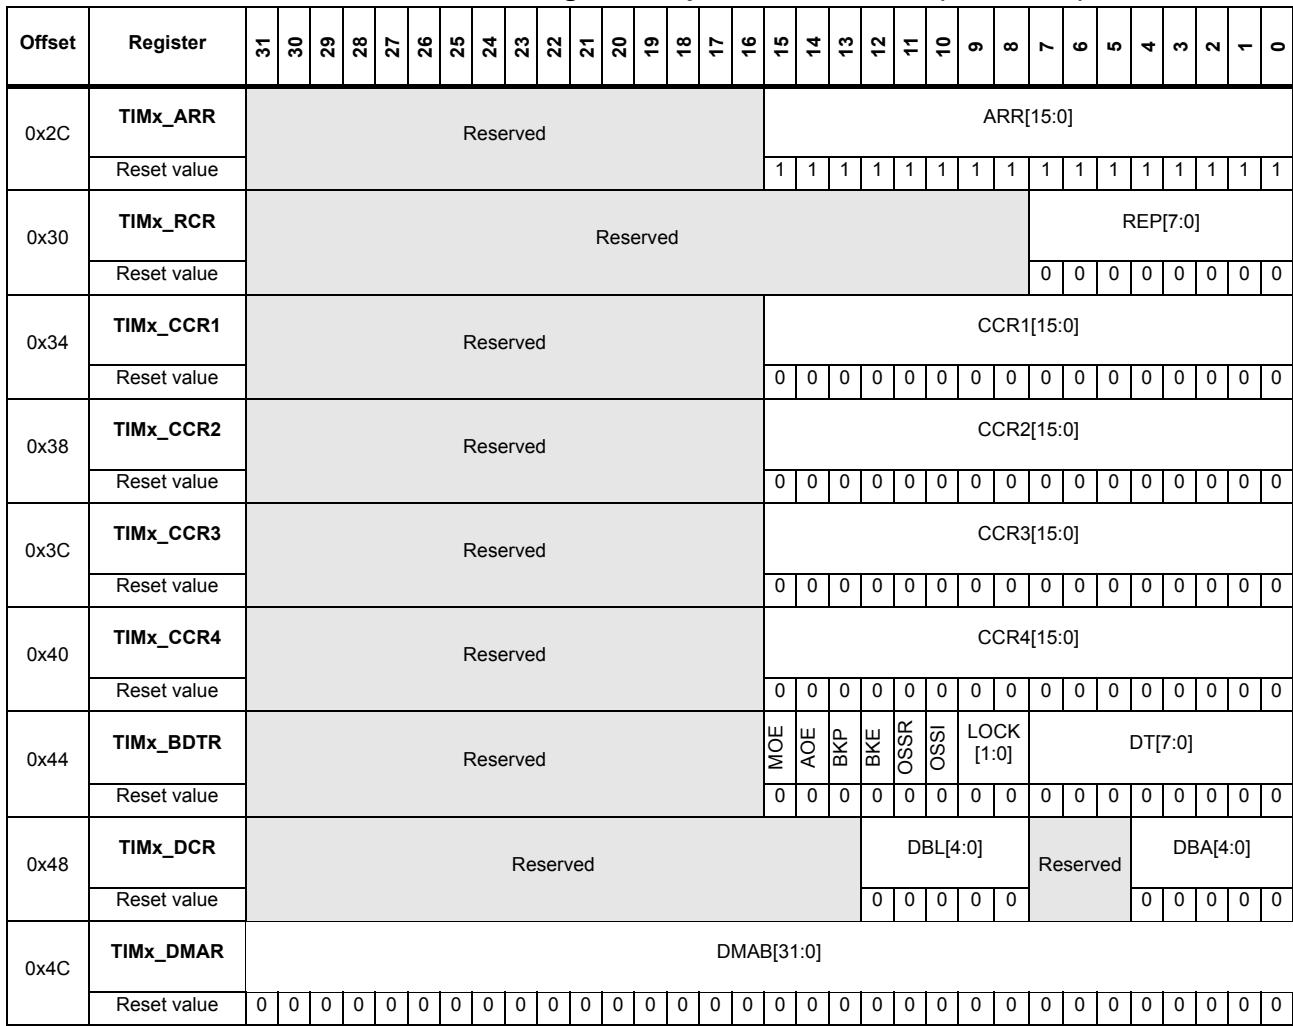 Offset Register 31 30 29 28 27 26 25 24 23 22 21 20 19 18 17 16 15 14 13 12 11 10 9 8 7 6 5 4 3 2 1 0
0x2C TIMx_ARR Reserved ARR[15:0]
Reset value 1 1 1 1 1 1 1 1 1 1 1 1 1 1 1 1
0x30 TIMx_RCR Reserved REP[7:0]
Reset value 0 0 0 0 0 0 0 0
0x34 TIMx_CCR1 Reserved CCR1[15:0]
Reset value 0 0 0 0 0 0 0 0 0 0 0 0 0 0 0 0
0x38 TIMx_CCR2 Reserved CCR2[15:0]
Reset value 0 0 0 0 0 0 0 0 0 0 0 0 0 0 0 0
0x3C TIMx_CCR3 Reserved CCR3[15:0]
Reset value 0 0 0 0 0 0 0 0 0 0 0 0 0 0 0 0
0x40 TIMx_CCR4 Reserved CCR4[15:0]
Reset value 0 0 0 0 0 0 0 0 0 0 0 0 0 0 0 0
0x44 TIMx_BDTR Reserved MOE AOE BKP BKE OSSR OSSI LOCK [1:0] DT[7:0]
Reset value 0 0 0 0 0 0 0 0 0 0 0 0 0 0 0 0
0x48 TIMx_DCR Reserved DBL[4:0] Reserved DBA[4:0]
Reset value 0 0 0 0 0 0 0 0 0 0
0x4C TIMx_DMAR DMAB[31:0]
Reset value 0 0 0 0 0 0 0 0 0 0 0 0 0 0 0 0 0 0 0 0 0 0 0 0 0 0 0 0 0 0 0 0